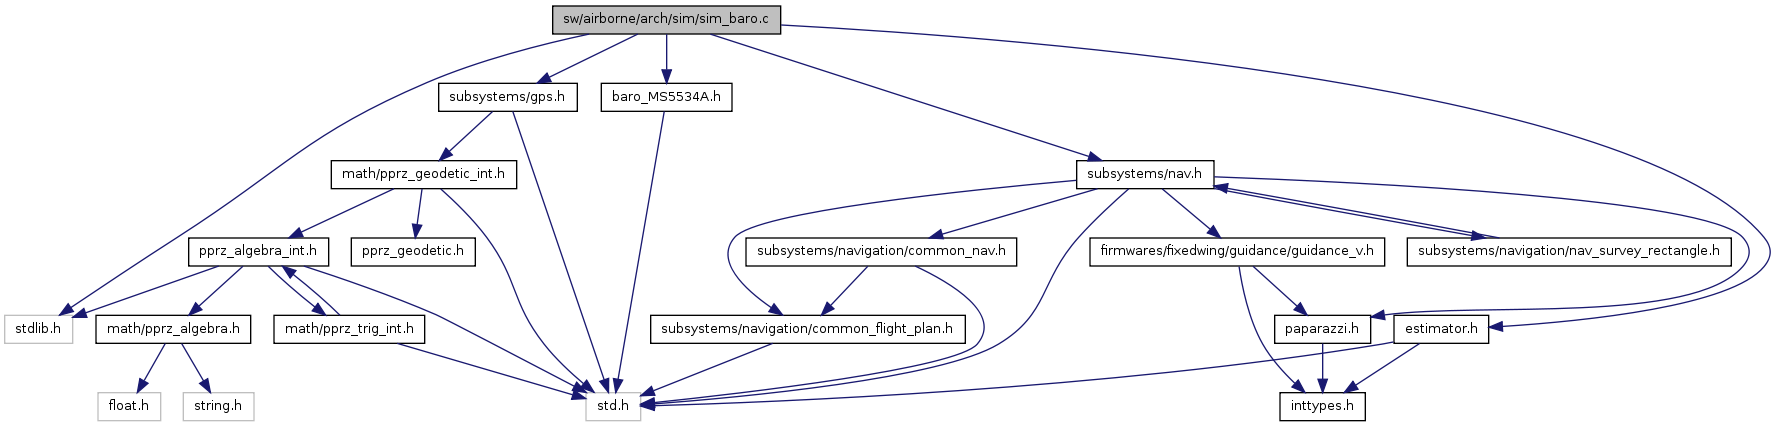 sw/airborne/arch/sim/sim_baro.c
subsystems/gps.h
baro_MS5534A.h
math/pprz_geodetic_int.h
subsystems/nav.h
pprz_algebra_int.h
pprz_geodetic.h
subsystems/navigation/common_nav.h
firmwares/fixedwing/guidance/guidance_v.h
subsystems/navigation/nav_survey_rectangle.h
stdlib.h
math/pprz_algebra.h
math/pprz_trig_int.h
subsystems/navigation/common_flight_plan.h
paparazzi.h
estimator.h
float.h
string.h
std.h
inttypes.h